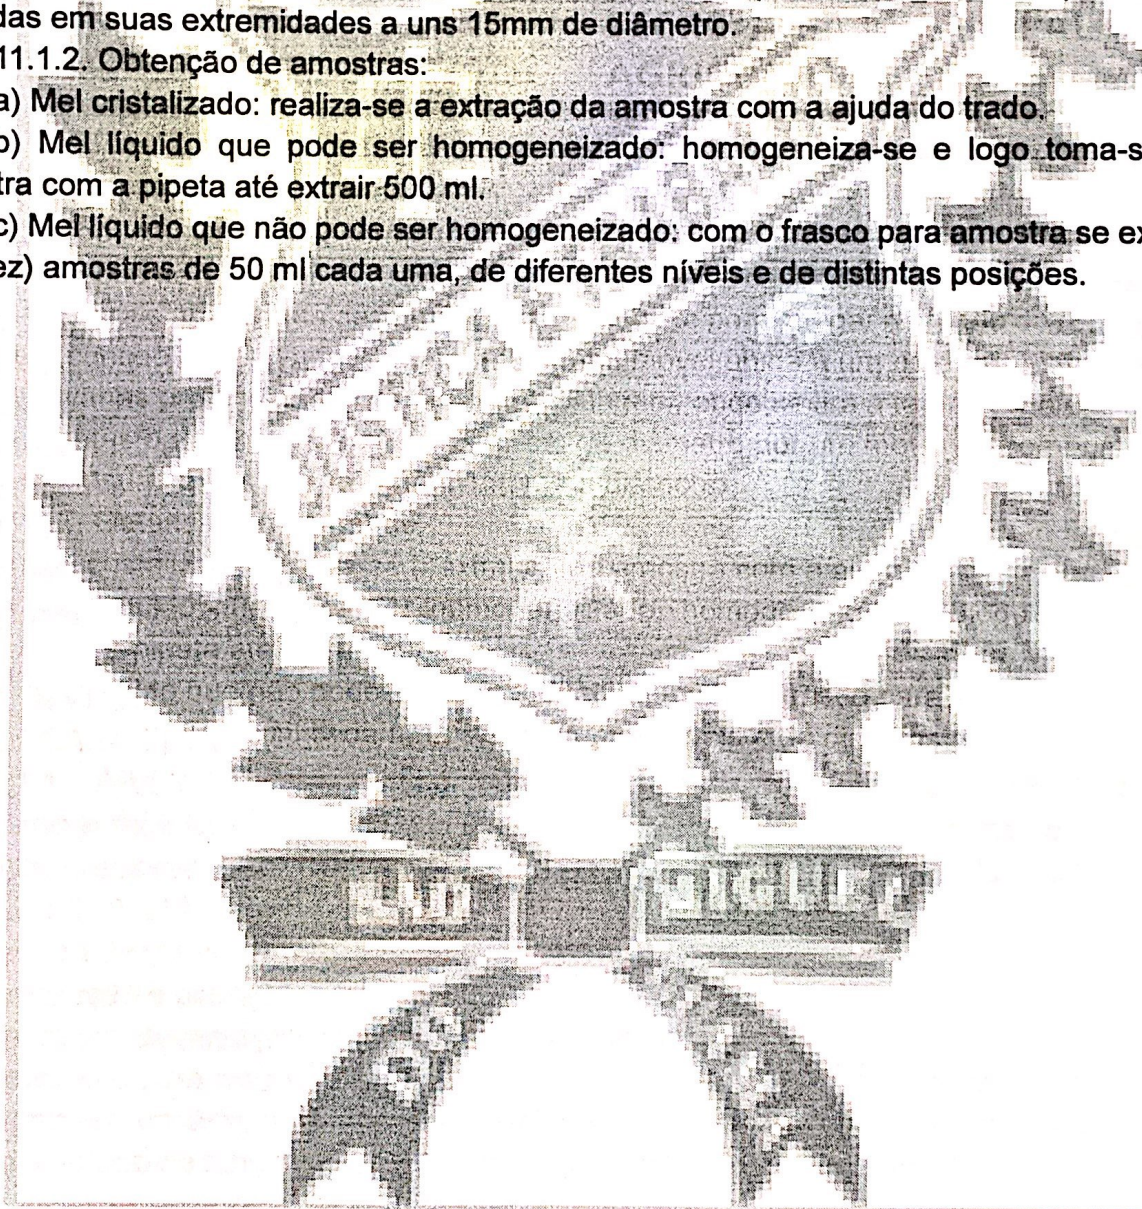 das em suas extremidades a uns 15mm de diâmetro.
11.1.2. Obtenção de amostras:
a) Mel cristalizado: realiza-se a extração da amostra com a ajuda do trado.
b) Mel líquido que pode ser homogeneizado: homogeneiza-se e logo toma-s
tra com a pipeta até extrair 500 ml.
c) Mel líquido que não pode ser homogeneizado: com o frasco para amostra se ex
ez) amostras de 50 ml cada uma, de diferentes níveis e de distintas posições.